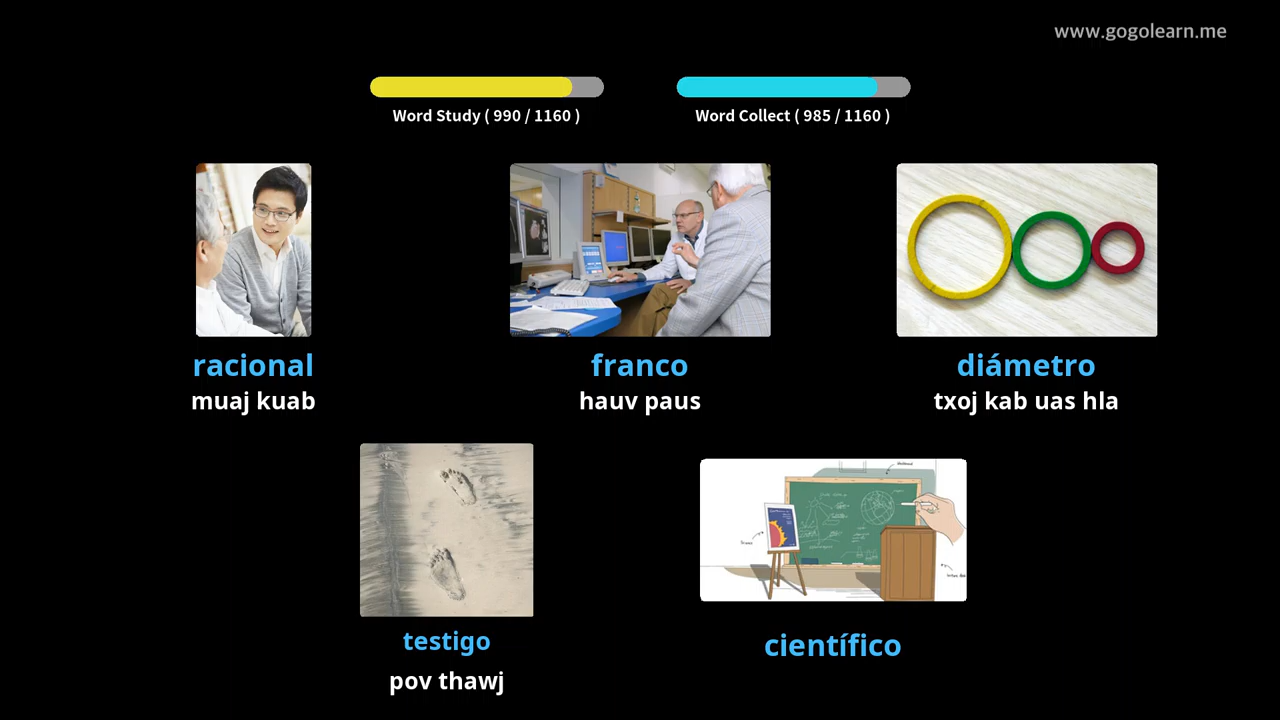 www.gogolearn.me
Word Study ( 990 / 1160 )
Word Collect ( 985 / 1160 )
racional
muaj kuab
franco
hauv paus
diámetro
txoj kab uas hla
testigo
pov thawj
científico